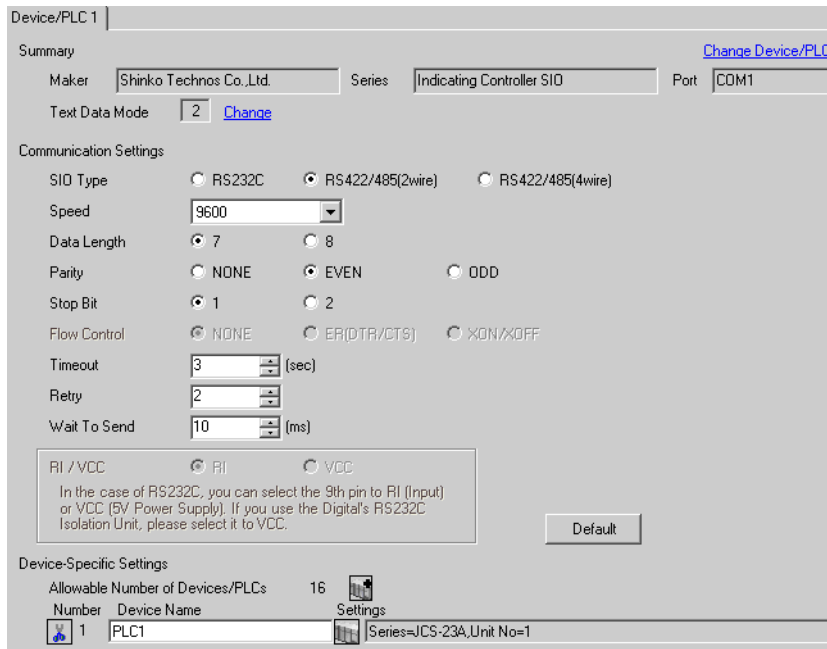 Device/PLC 1
Summary Change Device/PLC
Maker Shinko Technos Co.,Ltd. Series Indicating Controller SIO Port COM1
Text Data Mode 2 Change
Communication Settings
SIO Type RS232C RS422/485(2wire) RS422/485(4wire)
Speed 9600
Data Length 7 8
Parity NONE EVEN ODD
Stop Bit 1 2
Flow Control NONE ER(DTR/CTS) XON/XOFF
Timeout 3 (sec)
Retry 2
Wait To Send 10 (ms)
RI / VCC RI VCC
In the case of RS232C, you can select the 9th pin to RI (Input)
or VCC (5V Power Supply). If you use the Digital's RS232C
Isolation Unit, please select it to VCC.
Default
Device-Specific Settings
Allowable Number of Devices/PLCs 16
Number Device Name Settings
1 PLC1 Series=JCS-23A,Unit No=1